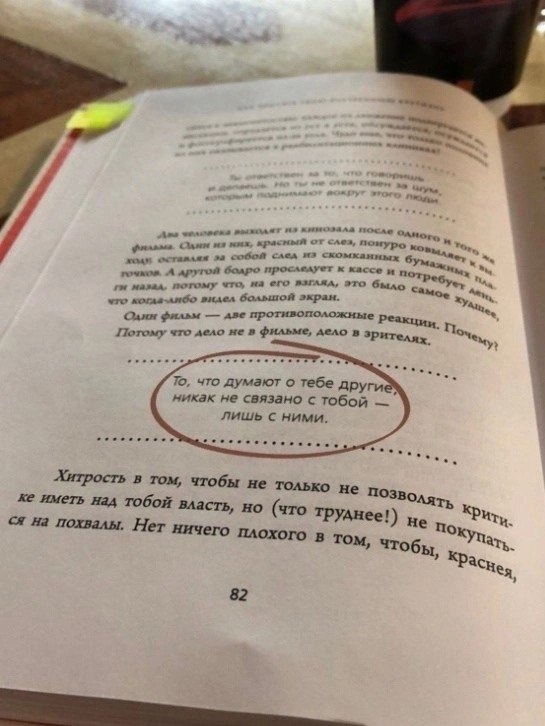 Ты ответствен за то, что говоришь
и делаешь. Но ты не ответствен за шум,
который поднимают вокруг этого люди.
Два человека выходят из кинозала после одного и того же
фильма. Один из них, красный от слез, понуро ковыляет к вы-
ходу, оставляя за собой след из скомканных бумажных пла-
точков. А другой бодро проследует к кассе и потребует день-
ги назад, потому что, на его взгляд, это было самое худшее,
что когда-либо видел большой экран.
Один фильм — две противоположные реакции. Почему?
Потому что дело не в фильме, дело в зрителях.
То, что думают о тебе другие,
никак не связано с тобой —
лишь с ними.
Хитрость в том, чтобы не только не позволять крити-
ке иметь над тобой власть, но (что труднее!) не покупать-
ся на похвалы. Нет ничего плохого в том, чтобы, краснея,
82